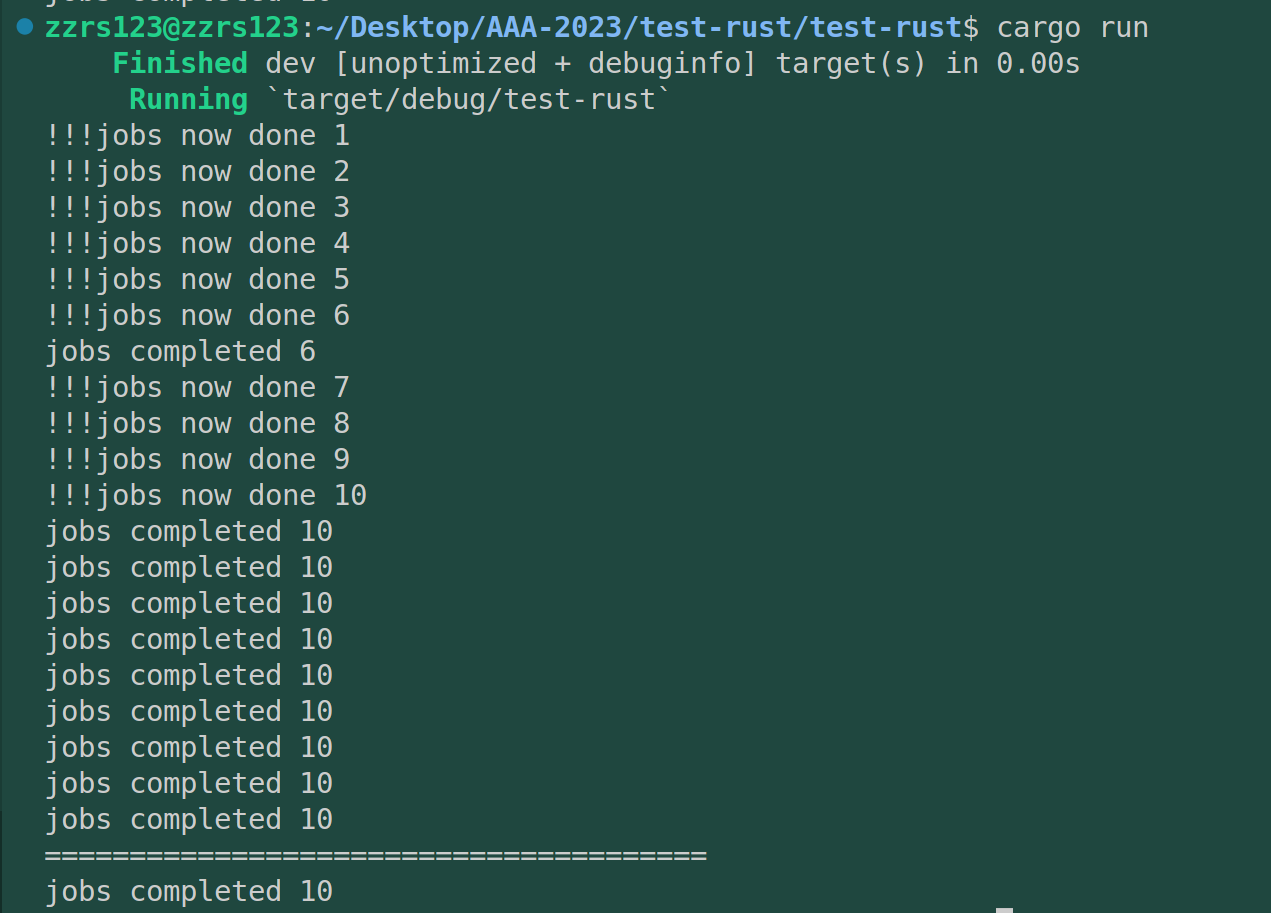 zzrs123@zzrs123:~/Desktop/AAA-2023/test-rust/test-rust$ cargo run
    Finished dev [unoptimized + debuginfo] target(s) in 0.00s
     Running `target/debug/test-rust`
!!!jobs now done 1
!!!jobs now done 2
!!!jobs now done 3
!!!jobs now done 4
!!!jobs now done 5
!!!jobs now done 6
jobs completed 6
!!!jobs now done 7
!!!jobs now done 8
!!!jobs now done 9
!!!jobs now done 10
jobs completed 10
jobs completed 10
jobs completed 10
jobs completed 10
jobs completed 10
jobs completed 10
jobs completed 10
jobs completed 10
jobs completed 10
=======================================
jobs completed 10